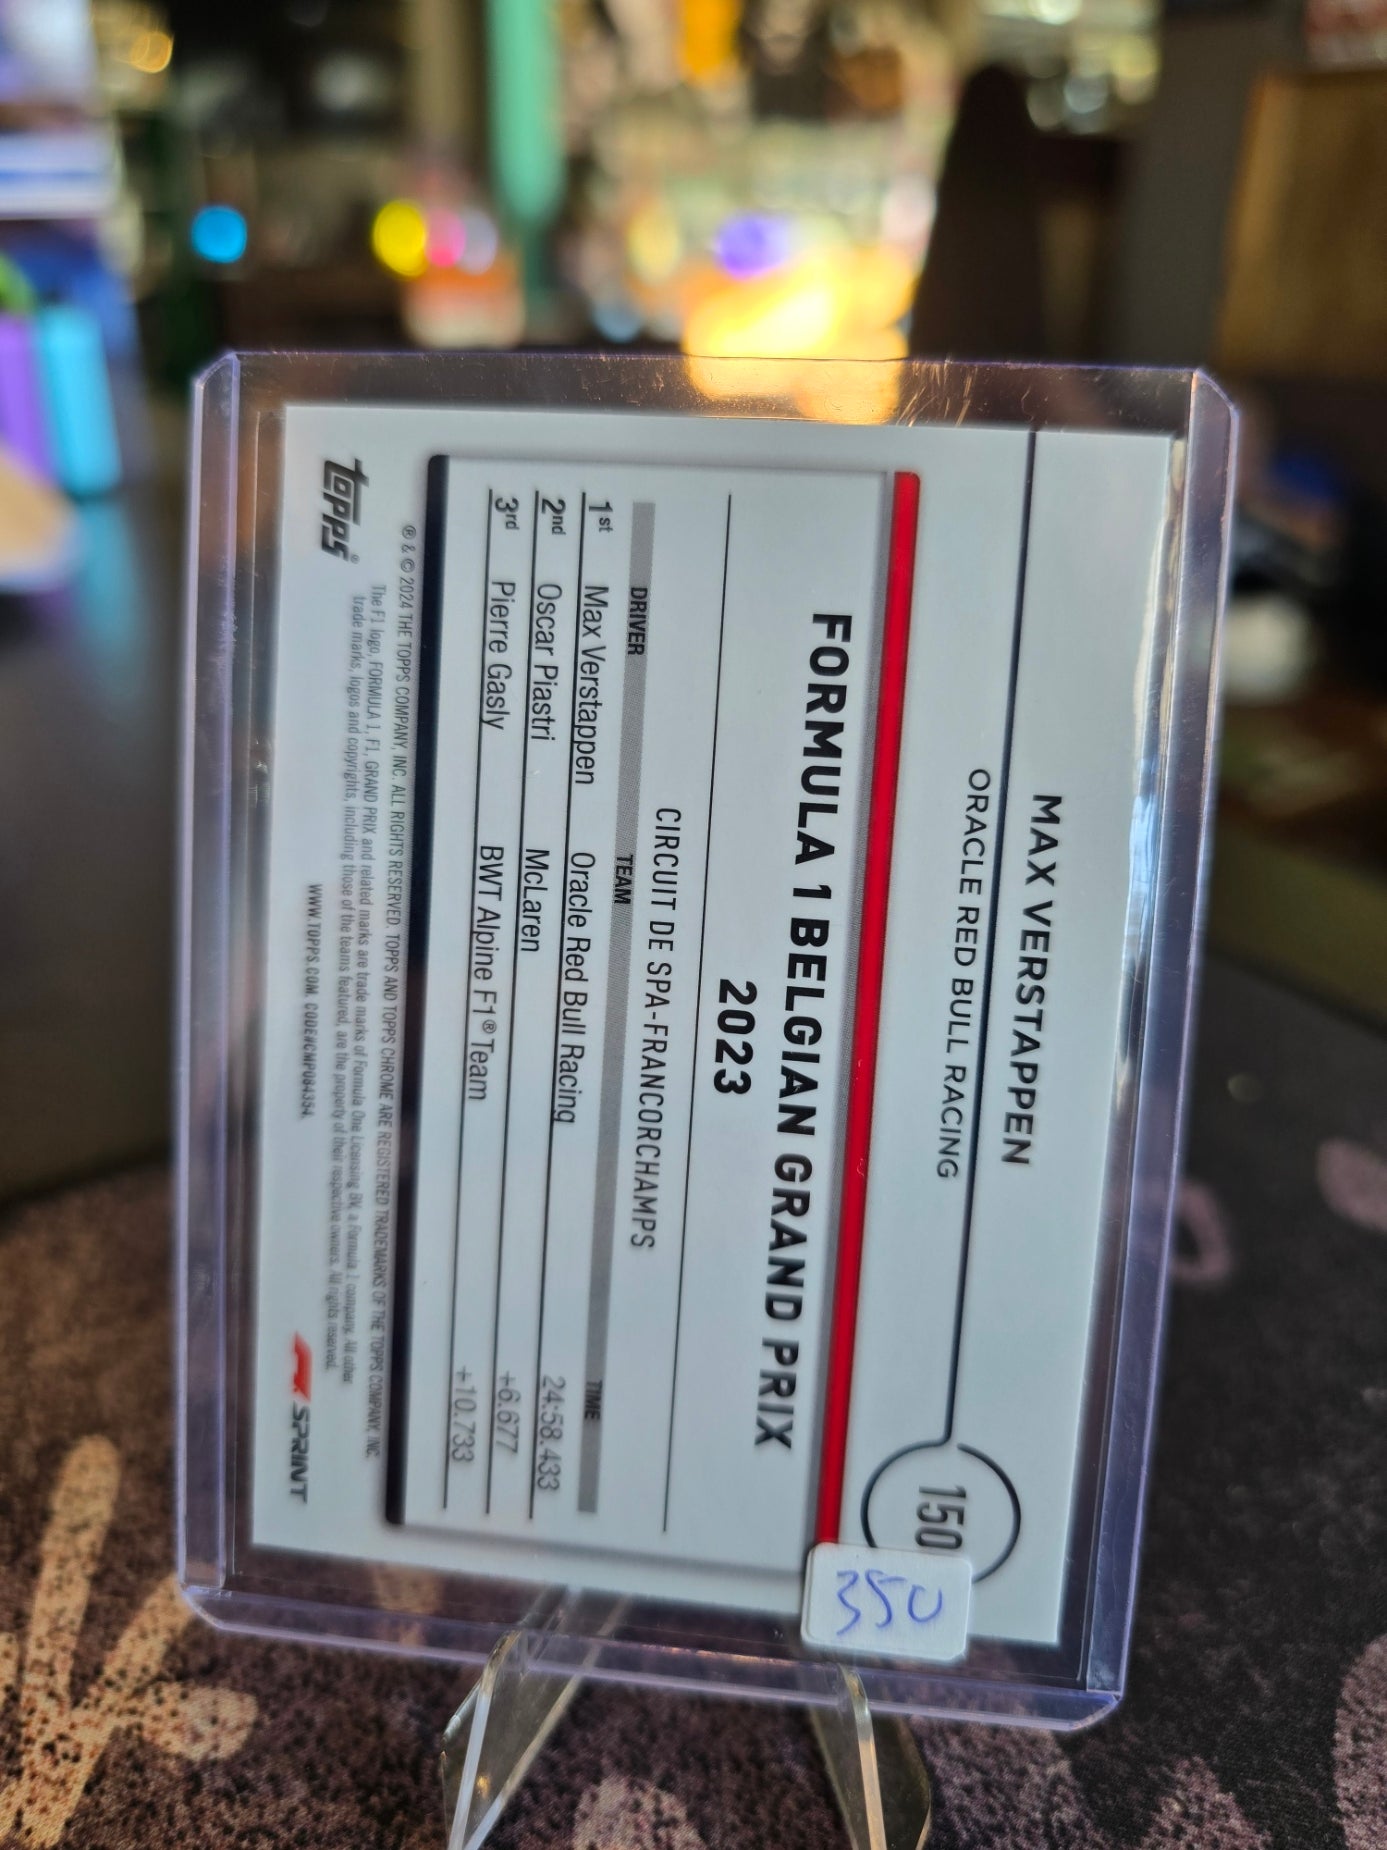 MAX VERSTAPPEN
ORACLE RED BULL RACING
150
350
FORMULA 1 BELGIAN GRAND PRIX
2023
CIRCUIT DE SPA-FRANCORCHAMPS
DRIVER TEAM TIME
1st Max Verstappen Oracle Red Bull Racing 24:58.433
2nd Oscar Piastri McLaren +6.677
3rd Pierre Gasly BWT Alpine F1® Team +10.733
® & © 2024 THE TOPPS COMPANY, INC. ALL RIGHTS RESERVED. TOPPS AND TOPPS CHROME ARE REGISTERED TRADEMARKS OF THE TOPPS COMPANY, INC.
The F1 logo, FORMULA 1, F1, GRAND PRIX and related marks are trade marks of Formula One Licensing BV, a Formula 1 company. All other
trade marks, logos and copyrights, including those of the teams featured, are the property of their respective owners. All rights reserved.
WWW.TOPPS.COM. CODE#CMP084354
topps®
F1 SPRINT